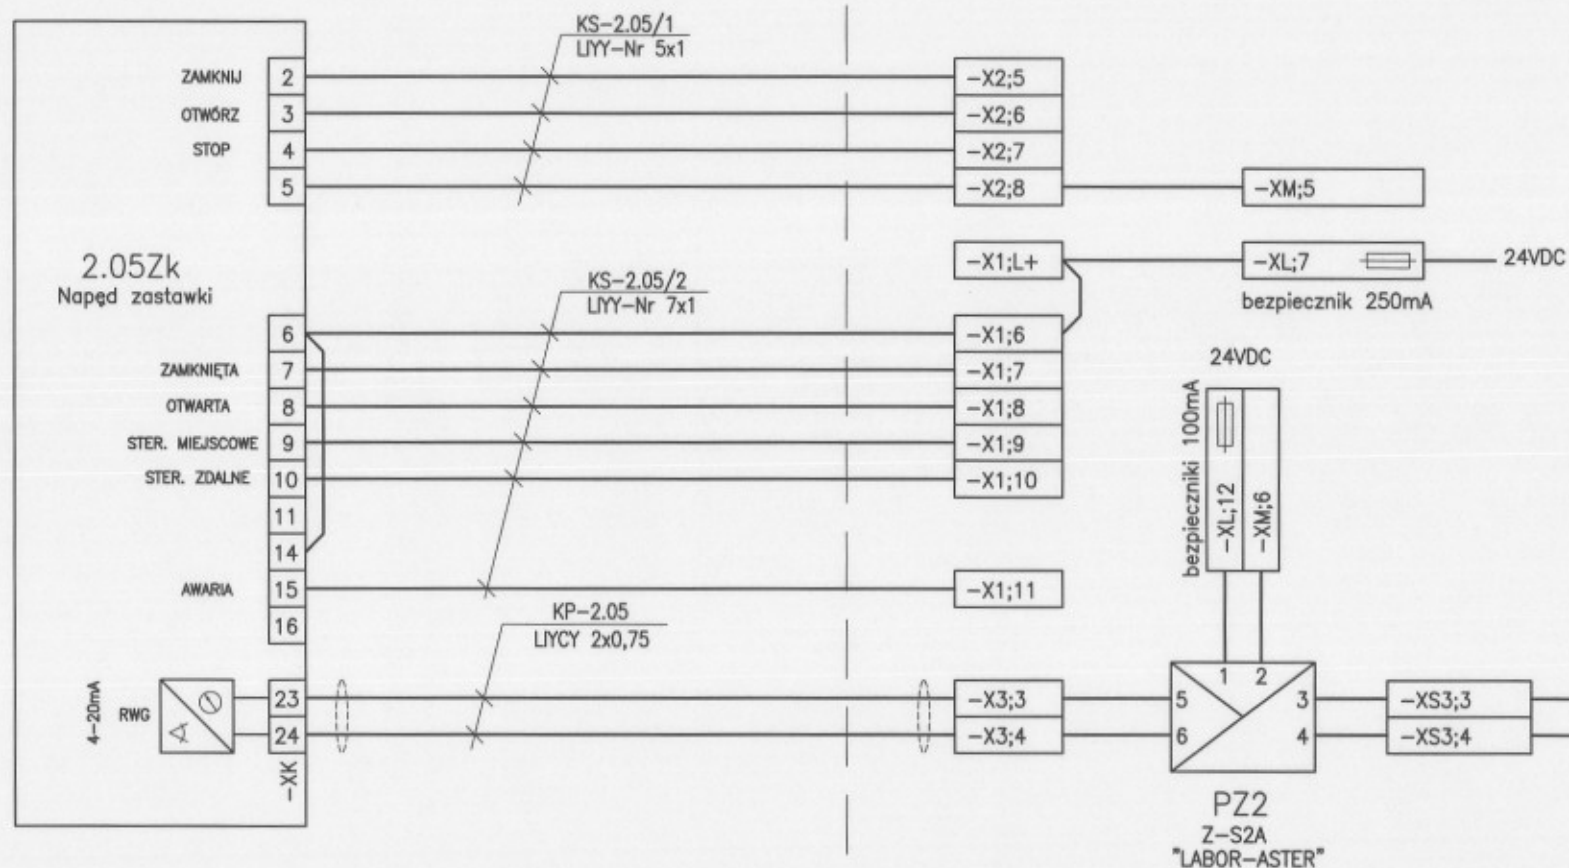 KS-2.05/1
LIYY-Nr 5x1
ZAMKNIJ 2 -X2;5
OTWÓRZ 3 -X2;6
STOP 4 -X2;7
5 -X2;8 -XM;5
2.05Zk
Napęd zastawki
-X1;L+ -XL;7 24VDC
bezpiecznik 250mA
KS-2.05/2
LIYY-Nr 7x1
6 -X1;6
ZAMKNIĘTA 7 -X1;7
OTWARTA 8 -X1;8
STER. MIEJSCOWE 9 -X1;9
STER. ZDALNE 10 -X1;10
11
14
AWARIA 15 -X1;11
16
24VDC
bezpieczniki 100mA
-XL;12
-XM;6
KP-2.05
LIYCY 2x0,75
4-20mA
RWG
23 -X3;3 5 1 2 3 -XS3;3
24 -X3;4 6 4 -XS3;4
-XK
PZ2
Z-S2A
"LABOR-ASTER"